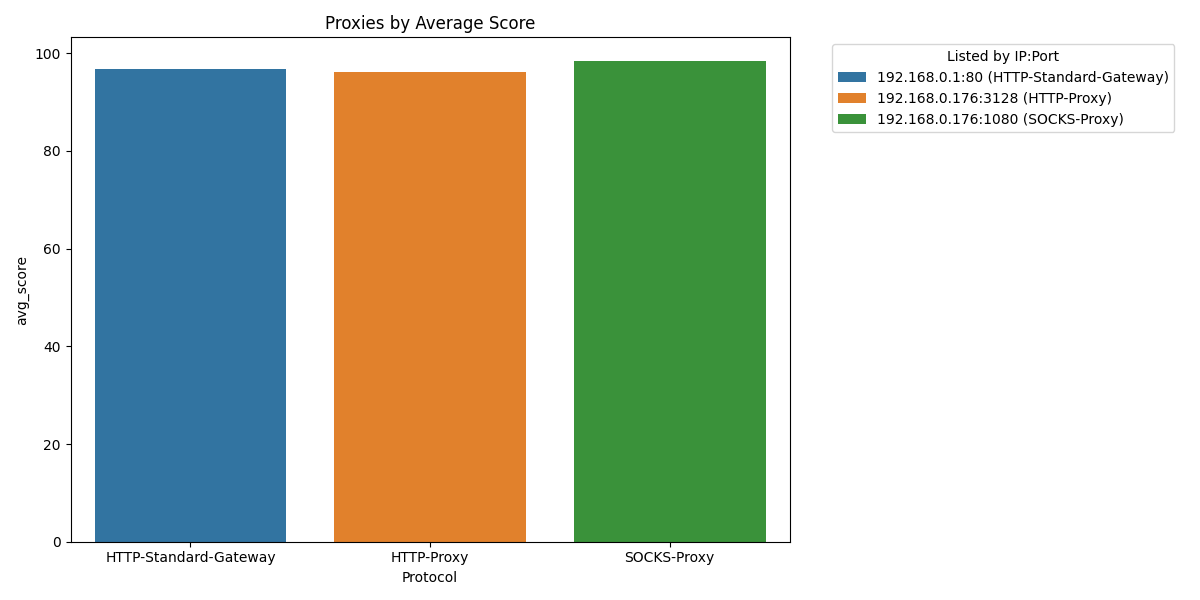 Proxies by Average Score
Listed by IP:Port
192.168.0.1:80 (HTTP-Standard-Gateway)
192.168.0.176:3128 (HTTP-Proxy)
192.168.0.176:1080 (SOCKS-Proxy)
avg_score
100
80
60
40
20
0
HTTP-Standard-Gateway
HTTP-Proxy
SOCKS-Proxy
Protocol